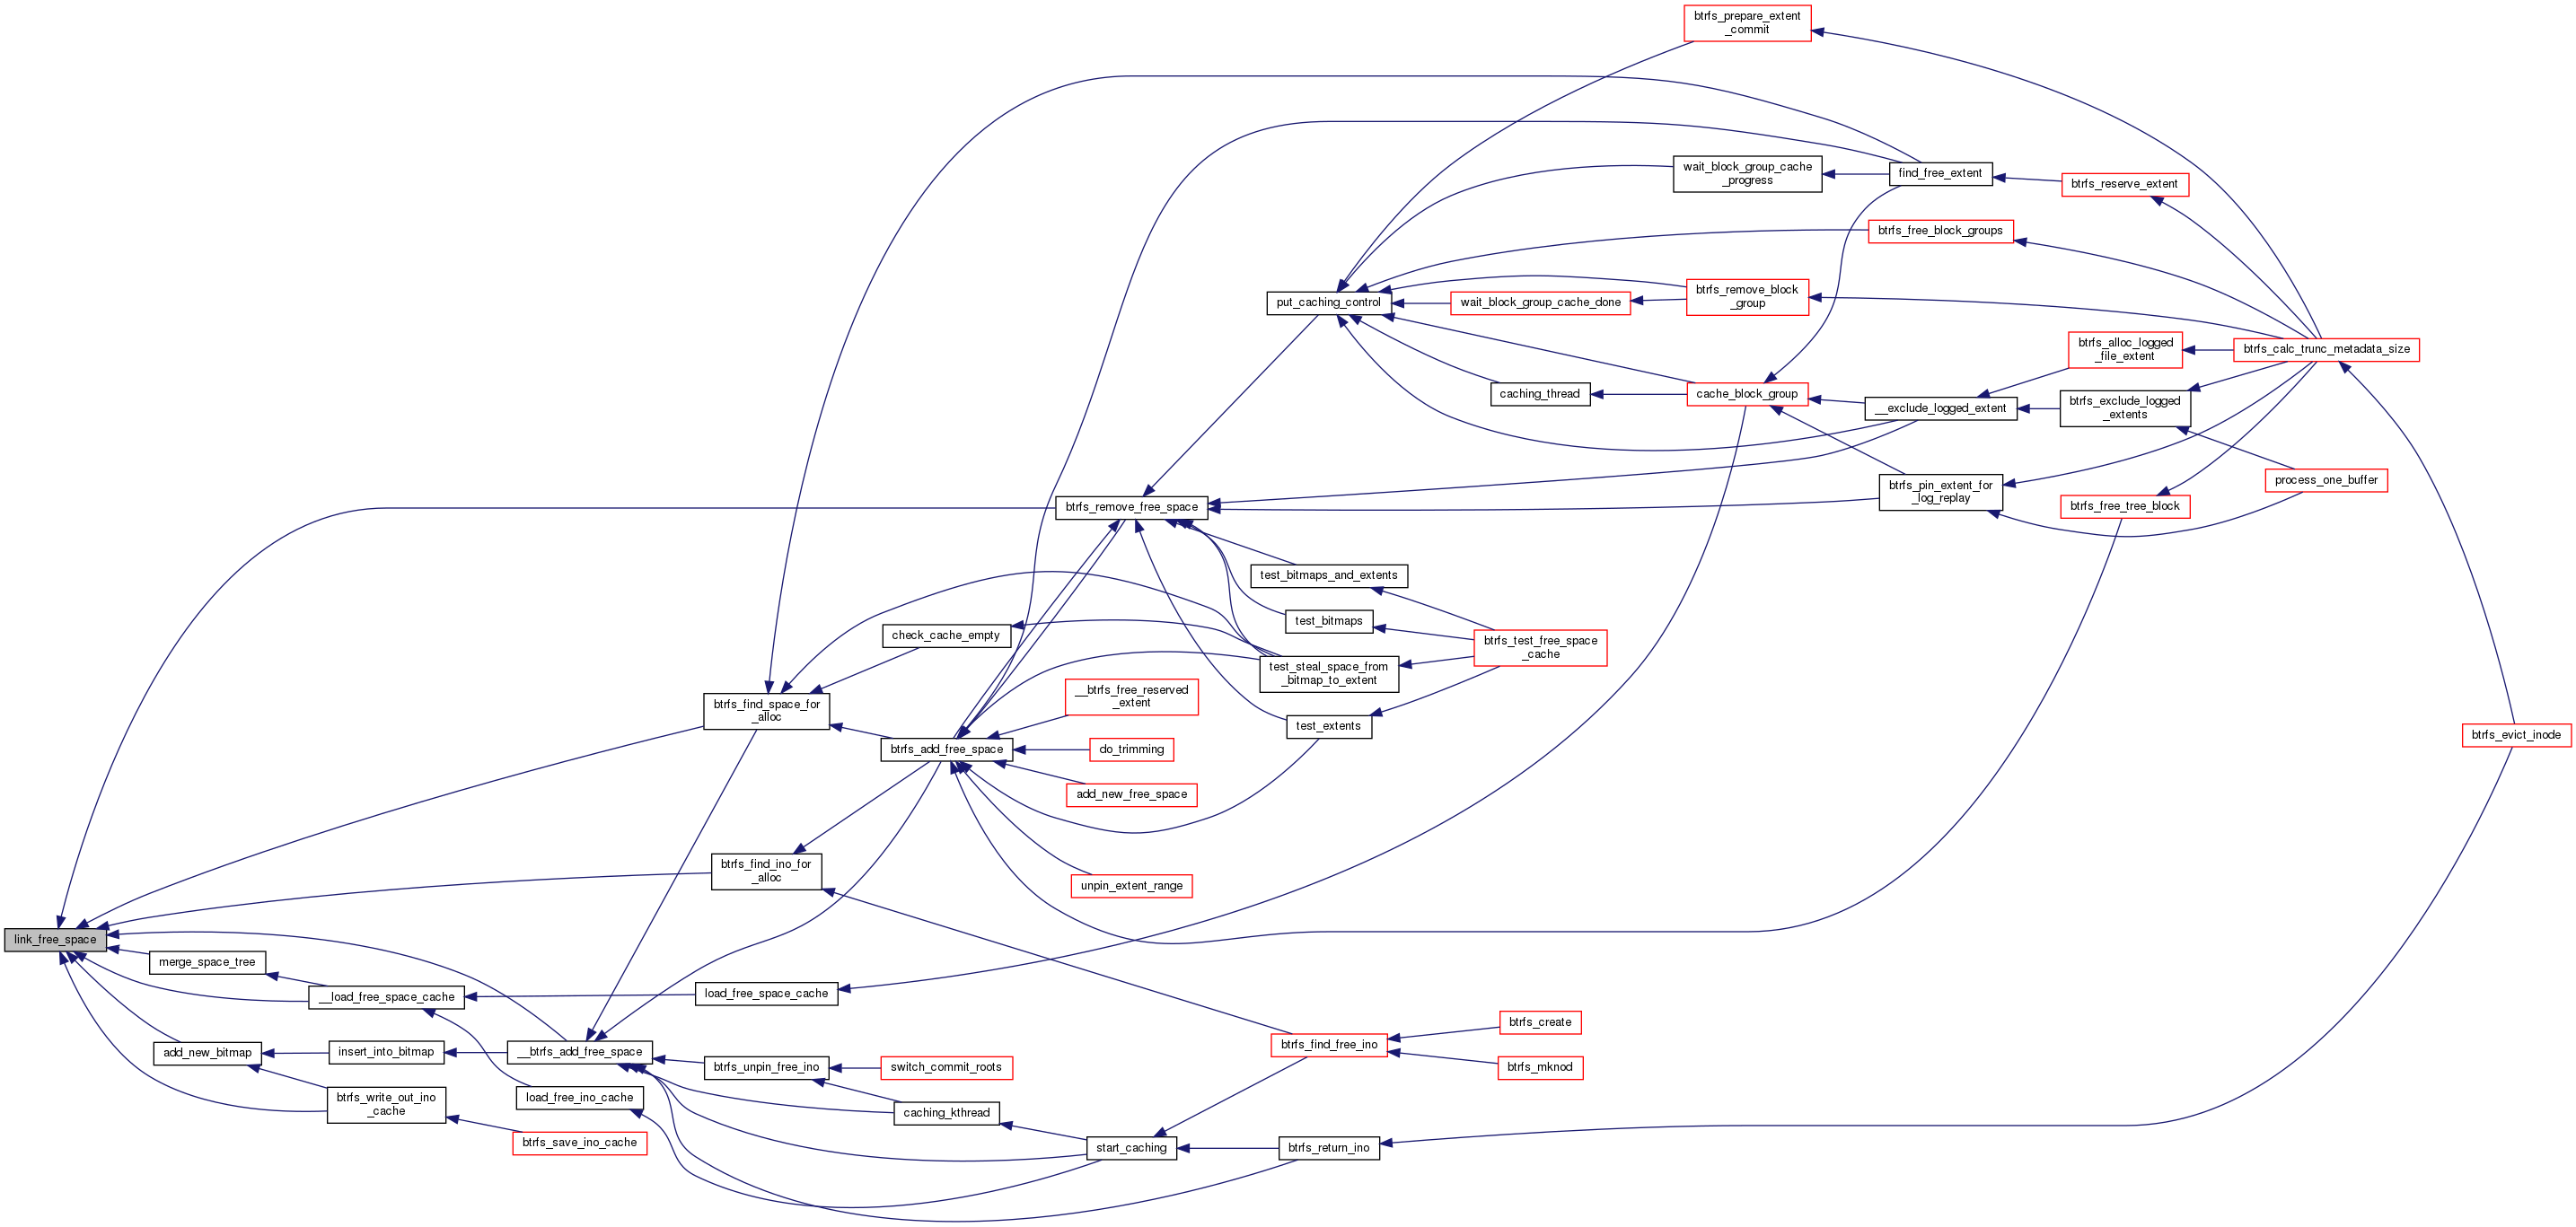 btrfs_prepare_extent
_commit
wait_block_group_cache
_progress
find_free_extent
btrfs_reserve_extent
btrfs_free_block_groups
put_caching_control
wait_block_group_cache_done
btrfs_remove_block
_group
btrfs_alloc_logged
_file_extent
btrfs_calc_trunc_metadata_size
caching_thread
cache_block_group
__exclude_logged_extent
btrfs_exclude_logged
_extents
process_one_buffer
btrfs_pin_extent_for
_log_replay
btrfs_free_tree_block
btrfs_remove_free_space
test_bitmaps_and_extents
test_bitmaps
check_cache_empty
btrfs_test_free_space
_cache
test_steal_space_from
_bitmap_to_extent
__btrfs_free_reserved
_extent
btrfs_find_space_for
_alloc
test_extents
btrfs_add_free_space
do_trimming
btrfs_evict_inode
add_new_free_space
btrfs_find_ino_for
_alloc
unpin_extent_range
link_free_space
merge_space_tree
__load_free_space_cache
load_free_space_cache
btrfs_create
btrfs_find_free_ino
add_new_bitmap
insert_into_bitmap
__btrfs_add_free_space
btrfs_unpin_free_ino
switch_commit_roots
btrfs_mknod
btrfs_write_out_ino
_cache
load_free_ino_cache
caching_kthread
btrfs_save_ino_cache
start_caching
btrfs_return_ino